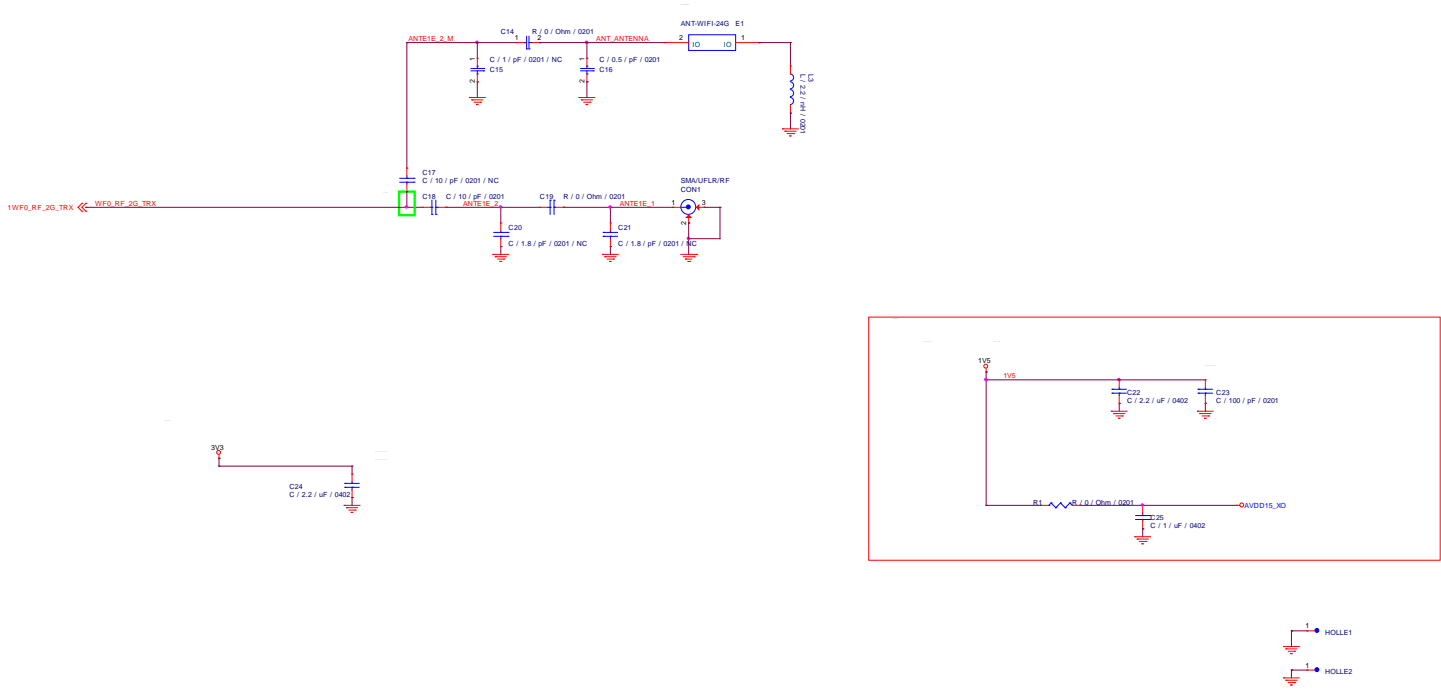 ANT-WIFI-24G E1
C14 R / 0 / Ohm / 0201
ANTE1E_2_M 1 2 ANT_ANTENNA 2 IO IO 1
1 C / 1 / pF / 0201 / NC
2 C15
1 C / 0.5 / pF / 0201
2 C16
L3
L / 2.2 / nH / 0201
C17
C / 10 / pF / 0201 / NC
SMA/UFLR/RF
CON1
C18 C / 10 / pF / 0201
C19 R / 0 / Ohm / 0201
1WF0_RF_2G_TRX WF0_RF_2G_TRX ANTE1E_2 ANTE1E_1 1 3
2
C20
C / 1.8 / pF / 0201 / NC
C21
C / 1.8 / pF / 0201 / NC
1V5
1V5
C22
C / 2.2 / uF / 0402
C23
C / 100 / pF / 0201
3V3
C24
C / 2.2 / uF / 0402
R1 R / 0 / Ohm / 0201 AVDD15_XO
C25
C / 1 / uF / 0402
1 HOLLE1
1 HOLLE2